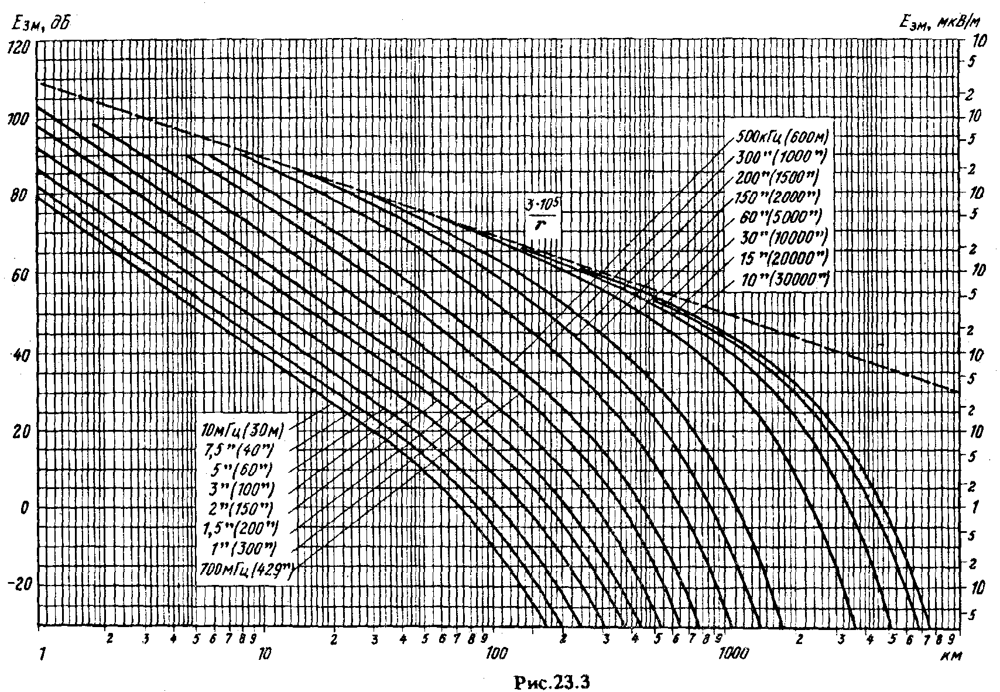 Eзм, дБ
Eзм, мкВ/м
120
100
80
60
40
20
0
-20
10
5
2
10
5
2
10
5
2
10
5
2
10
5
2
10
5
2
1
5
2
10
5
3·10⁵
r
500кГц (600м)
300 " (1000 ")
200 " (1500 ")
150 " (2000 ")
60 " (5000 ")
30 " (10000 ")
15 " (20000 ")
10 " (30000 ")
10мГц (30м)
7,5 " (40 ")
5 " (60 ")
3 " (100 ")
2 " (150 ")
1,5 " (200 ")
1 " (300 ")
700мГц (429 ")
2 3 4 5 6 7 8 9 2 3 4 5 6 7 8 9 2 3 4 5 6 7 8 9 2 3 4 5 6 7 8 9
1 10 100 1000 км
Рис.23.3